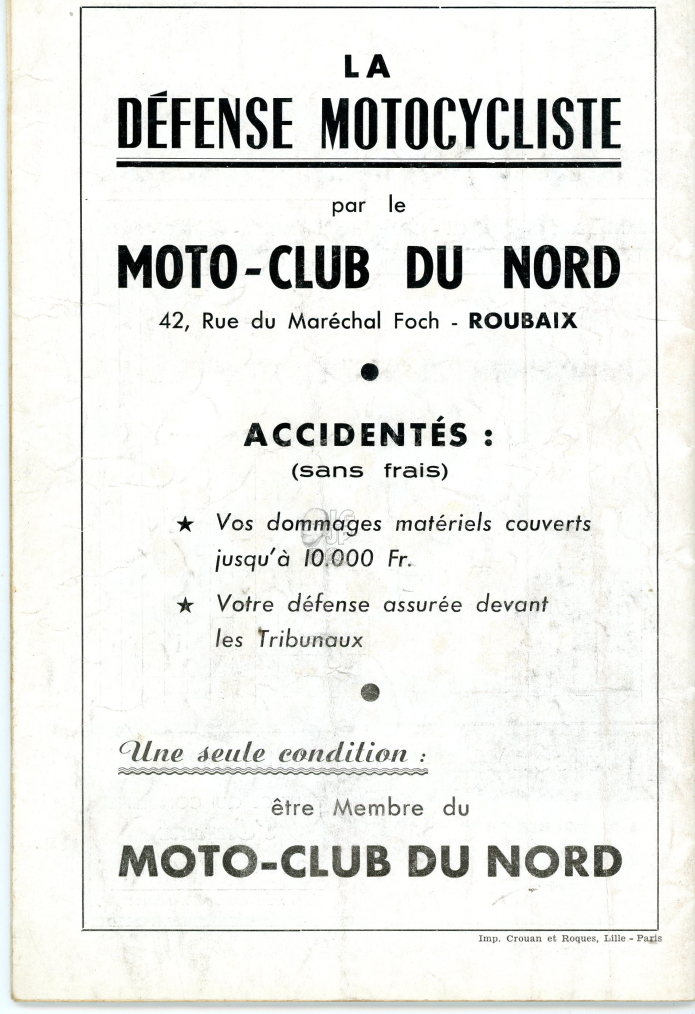 LA
DÉFENSE MOTOCYCLISTE
par le
MOTO-CLUB DU NORD
42, Rue du Maréchal Foch - ROUBAIX
ACCIDENTÉS :
(sans frais)
★ Vos dommages matériels couverts
jusqu'à 10.000 Fr.
★ Votre défense assurée devant
les Tribunaux
Une seule condition :
être Membre du
MOTO-CLUB DU NORD
Imp. Crouan et Roques, Lille - Paris